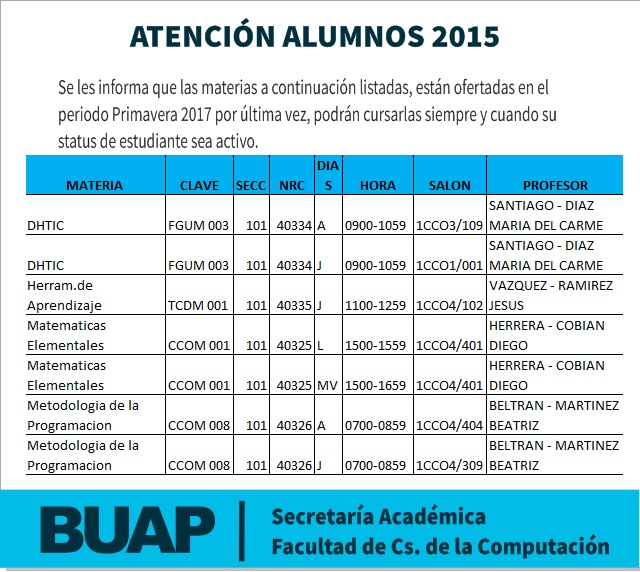 ATENCIÓN ALUMNOS 2015
Se les informa que las materias a continuación listadas, están ofertadas en el
periodo Primavera 2017 por última vez, podrán cursarlas siempre y cuando su
status de estudiante sea activo.
MATERIA CLAVE SECC NRC DIA S HORA SALON PROFESOR
DHTIC FGUM 003 101 40334 A 0900-1059 1CCO3/109 SANTIAGO - DIAZ MARIA DEL CARME
DHTIC FGUM 003 101 40334 J 0900-1059 1CCO1/001 SANTIAGO - DIAZ MARIA DEL CARME
Herram.de Aprendizaje TCDM 001 101 40335 J 1100-1259 1CCO4/102 VAZQUEZ - RAMIREZ JESUS
Matematicas Elementales CCOM 001 101 40325 L 1500-1559 1CCO4/401 HERRERA - COBIAN DIEGO
Matematicas Elementales CCOM 001 101 40325 MV 1500-1659 1CCO4/401 HERRERA - COBIAN DIEGO
Metodologia de la Programacion CCOM 008 101 40326 A 0700-0859 1CCO4/404 BELTRAN - MARTINEZ BEATRIZ
Metodologia de la Programacion CCOM 008 101 40326 J 0700-0859 1CCO4/309 BELTRAN - MARTINEZ BEATRIZ
BUAP
Secretaría Académica
Facultad de Cs. de la Computación